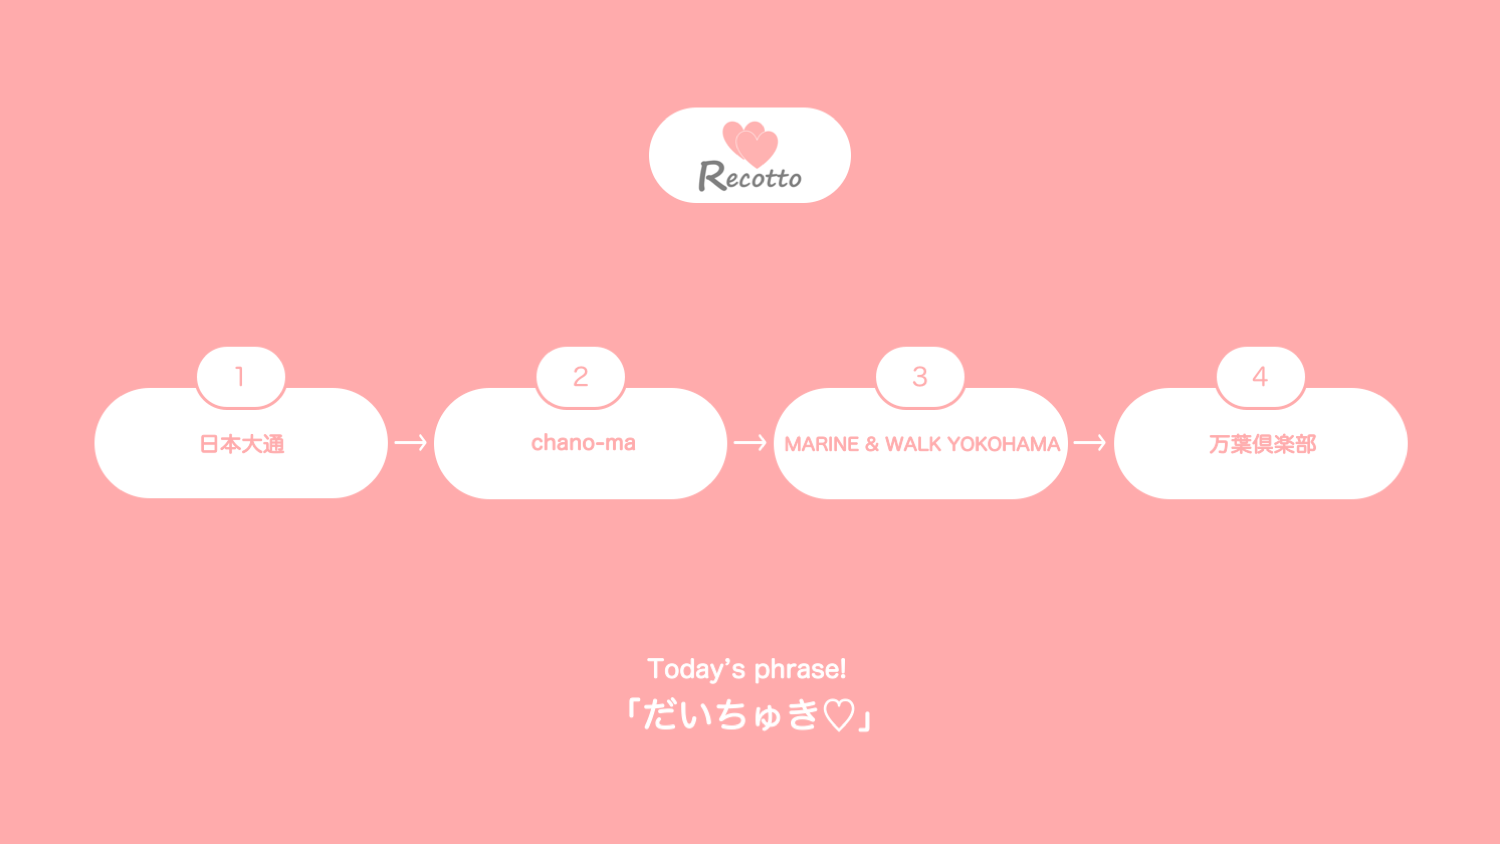 Recotto
1
日本大通
→
2
chano-ma
→
3
MARINE & WALK YOKOHAMA
→
4
万葉倶楽部
Today's phrase!
「だいちゅき♡」